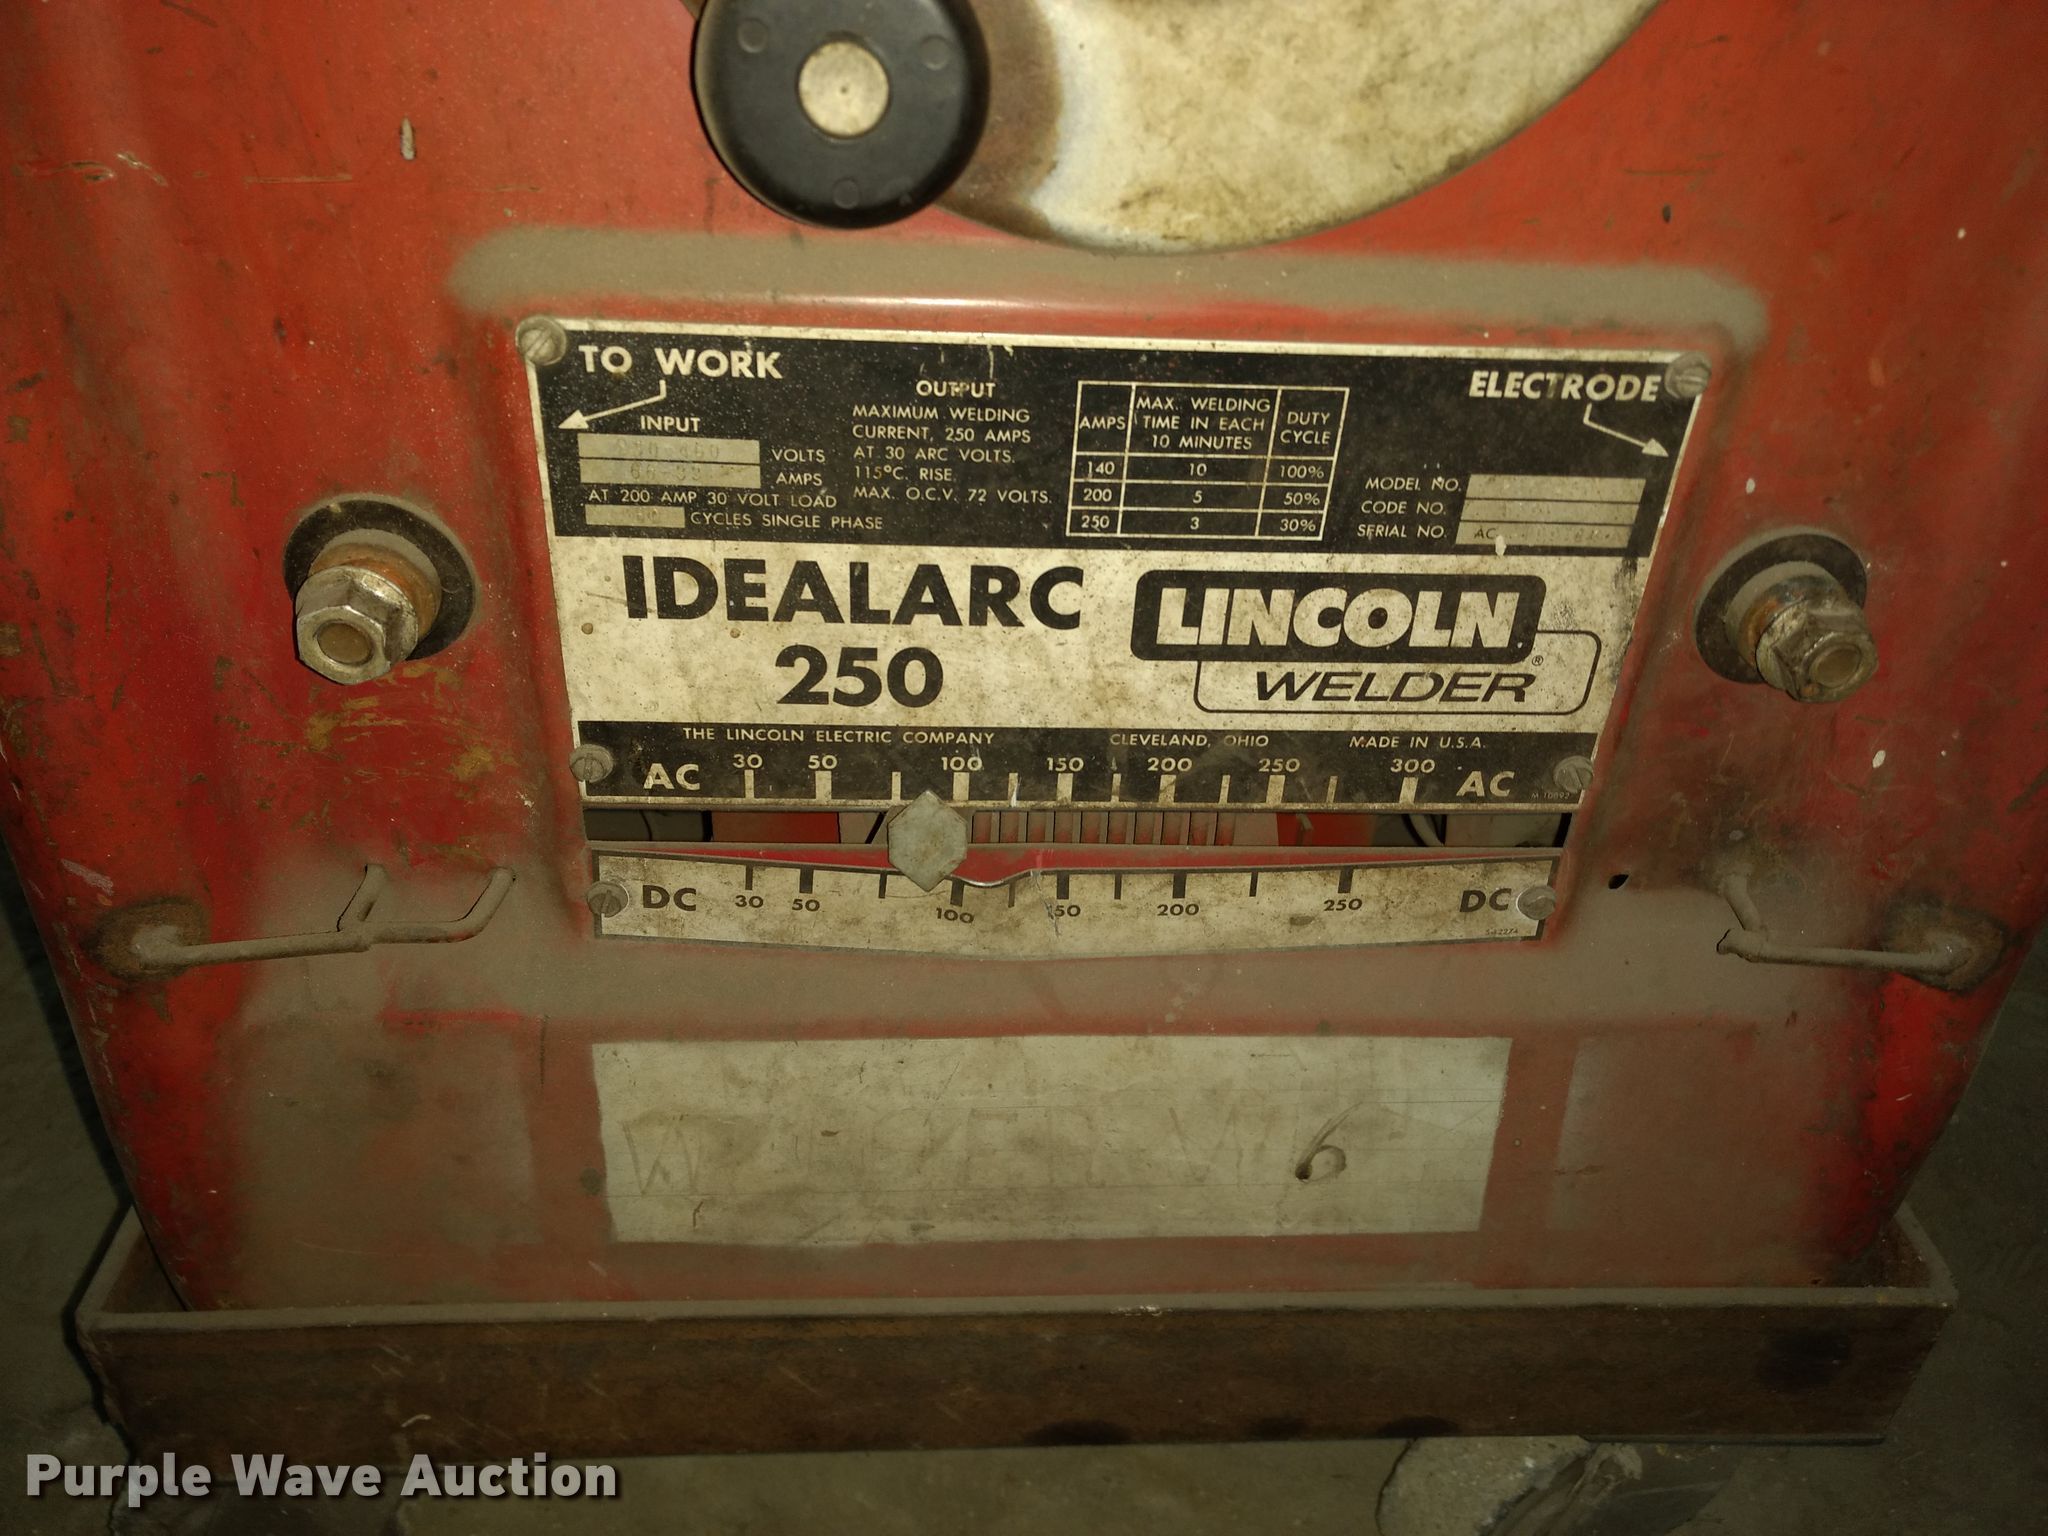 TO WORK
ELECTRODE
INPUT
VOLTS
AMPS
AT 200 AMP 30 VOLT LOAD
CYCLES SINGLE PHASE
OUTPUT
MAXIMUM WELDING
CURRENT, 250 AMPS
AT 30 ARC VOLTS.
115°C. RISE.
MAX. O.C.V. 72 VOLTS.
AMPS MAX. WELDING TIME IN EACH 10 MINUTES DUTY CYCLE
140 10 100%
200 5 50%
250 3 30%
MODEL NO.
CODE NO.
SERIAL NO. AC
IDEALARC
250
LINCOLN
WELDER ®
THE LINCOLN ELECTRIC COMPANY CLEVELAND, OHIO MADE IN U.S.A.
AC 30 50 100 150 200 250 300 AC
DC 30 50 100 150 200 250 DC
6
Purple Wave Auction